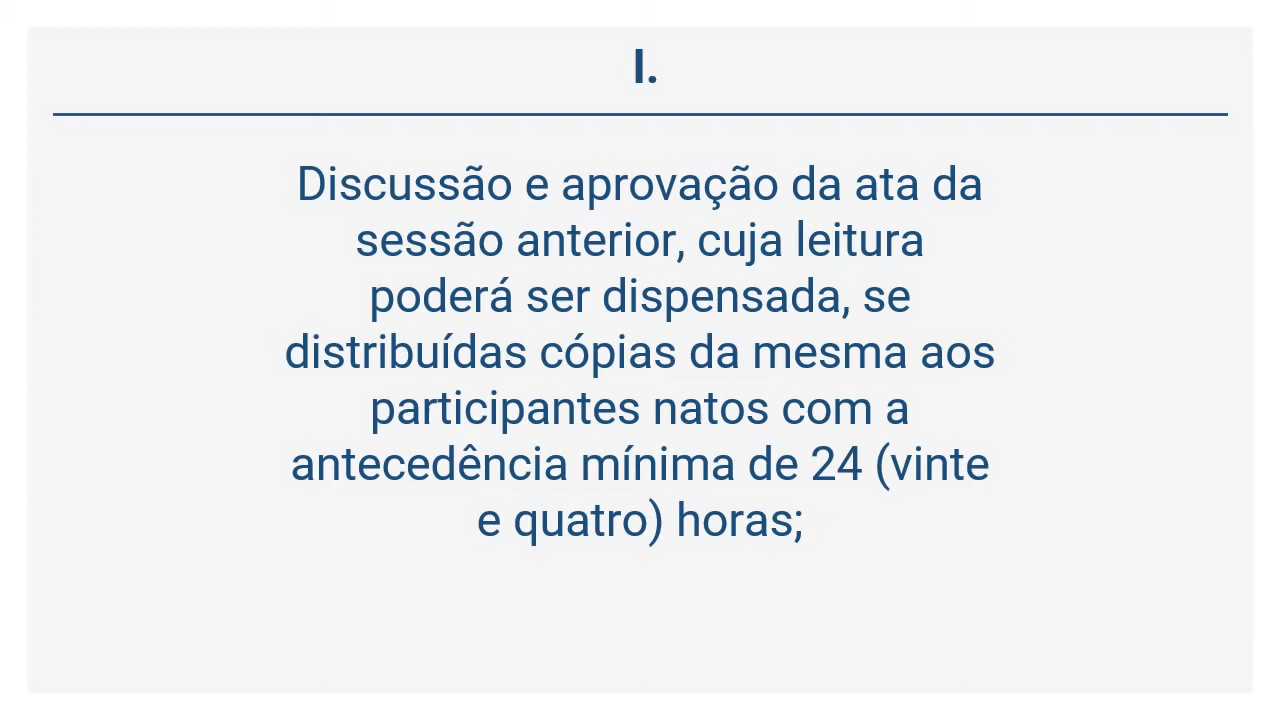 I.
Discussão e aprovação da ata da
sessão anterior, cuja leitura
poderá ser dispensada, se
distribuídas cópias da mesma aos
participantes natos com a
antecedência mínima de 24 (vinte
e quatro) horas;